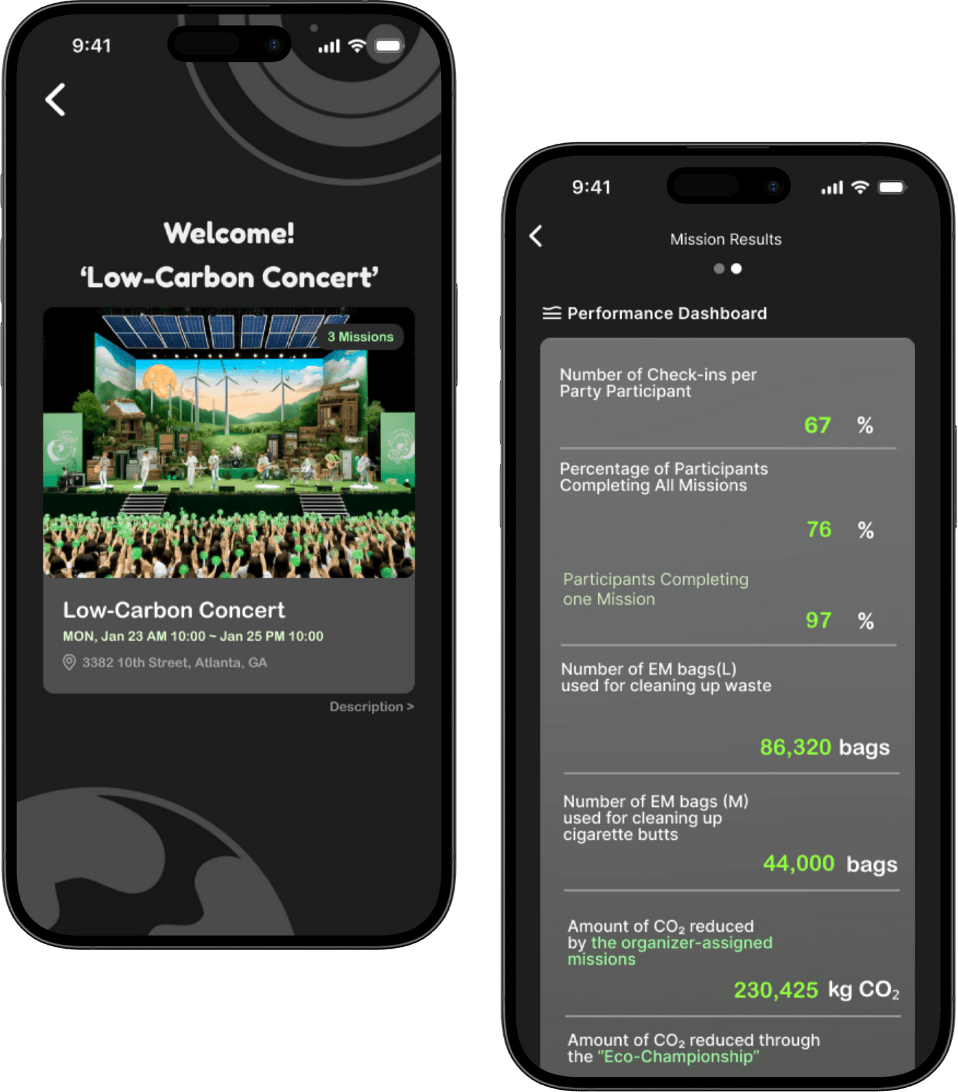 9:41
Welcome!
‘Low-Carbon Concert’
3 Missions
Low-Carbon Concert
MON, Jan 23 AM 10:00 ~ Jan 25 PM 10:00
3382 10th Street, Atlanta, GA
Description >
9:41
Mission Results
Performance Dashboard
Number of Check-ins per
Party Participant
67 %
Percentage of Participants
Completing All Missions
76 %
Participants Completing
one Mission
97 %
Number of EM bags(L)
used for cleaning up waste
86,320 bags
Number of EM bags (M)
used for cleaning up
cigarette butts
44,000 bags
Amount of CO₂ reduced
by the organizer-assigned
missions
230,425 kg CO₂
Amount of CO₂ reduced through
the “Eco-Championship”